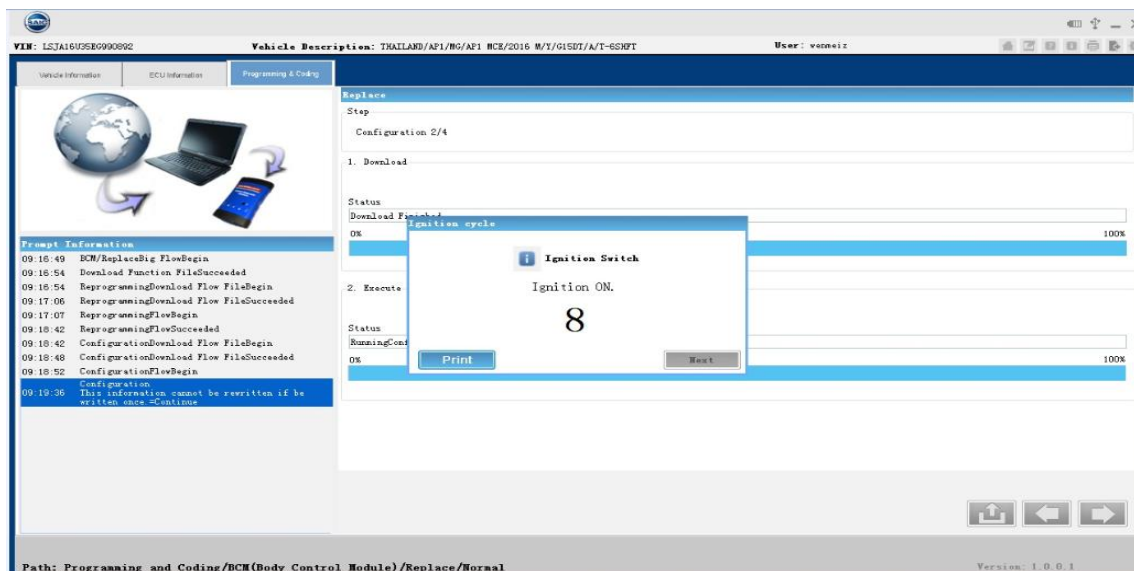 SAIC
VIN: LSJA16U35EG990892 Vehicle Description: THAILAND/AP1/MG/AP1 MCE/2016 M/Y/G15DT/A/T-6SHFT User: wenmeiz
Vehicle Information ECU Information Programming & Coding
Replace
Step
Configuration 2/4
1. Download
Status
Download Finished
0% 100%
Ignition cycle
Ignition Switch
Ignition ON.
8
Print Next
2. Execute
Status
0% 100%
Prompt Information
09:16:49 BCM/ReplaceBig FlowBegin
09:16:54 Download Function FileSucceeded
09:16:54 ReprogrammingDownload Flow FileBegin
09:17:06 ReprogrammingDownload Flow FileSucceeded
09:17:07 ReprogrammingFlowBegin
09:18:42 ReprogrammingFlowSucceeded
09:18:42 ConfigurationDownload Flow FileBegin
09:18:48 ConfigurationDownload Flow FileSucceeded
09:18:52 ConfigurationFlowBegin
Configuration
09:19:36 This information cannot be rewritten if be
written once.=Continue
Path: Programming and Coding/BCM(Body Control Module)/Replace/Normal Version: 1.0.0.1